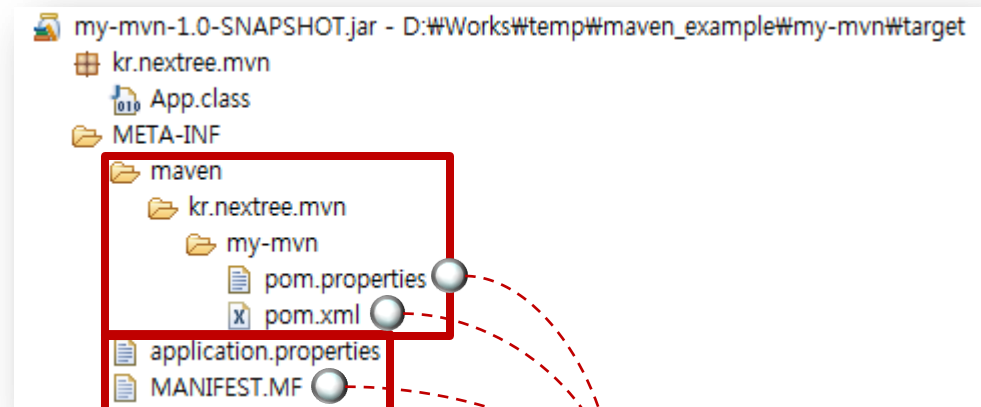 my-mvn-1.0-SNAPSHOT.jar - D:₩Works₩temp₩maven_example₩my-mvn₩target
kr.nextree.mvn
App.class
META-INF
maven
kr.nextree.mvn
my-mvn
pom.properties
pom.xml
application.properties
MANIFEST.MF